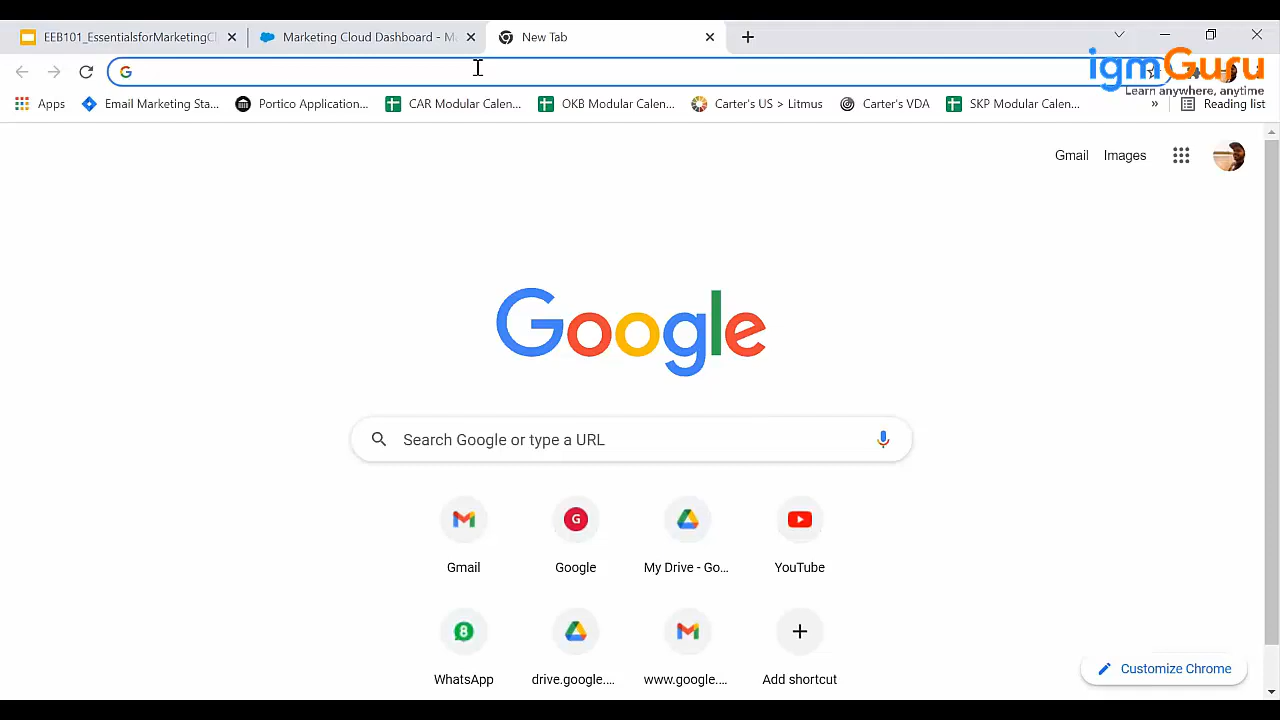 EEB101_EssentialsforMarketingCl
Marketing Cloud Dashboard - Ma
New Tab
igmGuru
Learn anywhere, anytime
Apps
Email Marketing Sta...
Portico Application...
CAR Modular Calen...
OKB Modular Calen...
Carter's US > Litmus
Carter's VDA
SKP Modular Calen...
»
Reading list
Gmail
Images
Google
Search Google or type a URL
Gmail
Google
My Drive - Go...
YouTube
WhatsApp
drive.google....
www.google....
Add shortcut
Customize Chrome